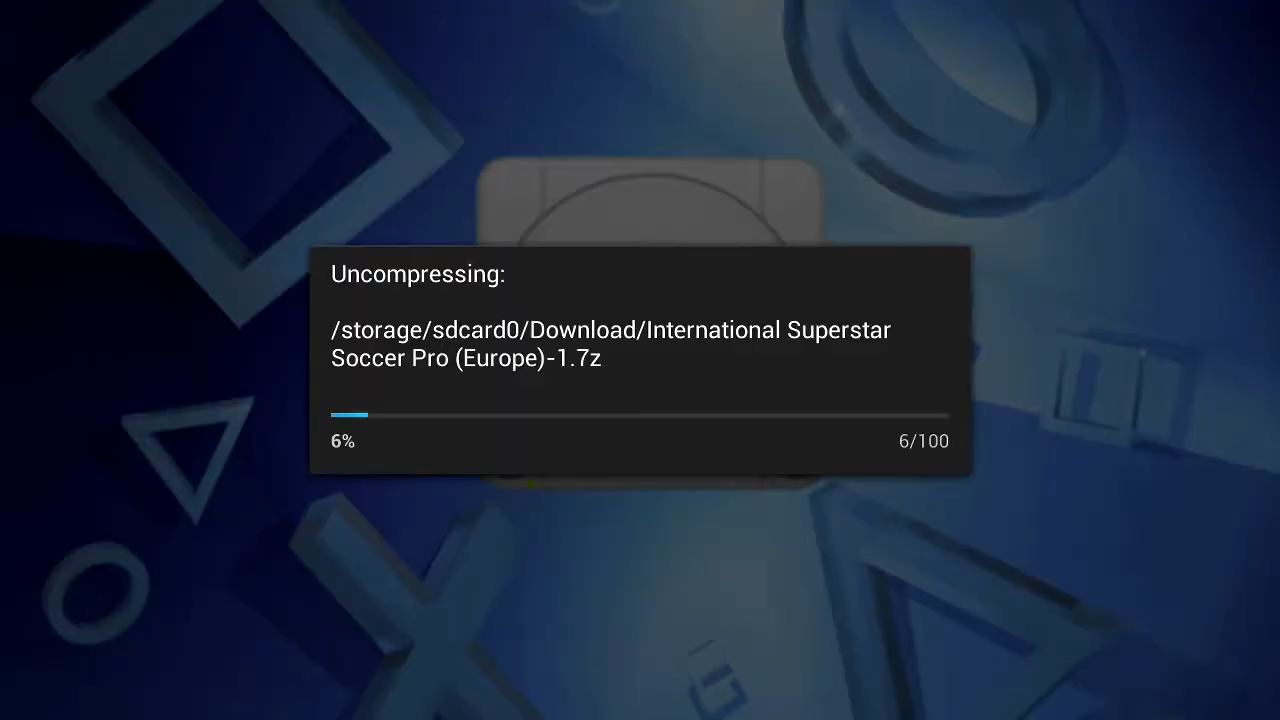 Uncompressing:
/storage/sdcard0/Download/International Superstar
Soccer Pro (Europe)-1.7z
6%
6/100